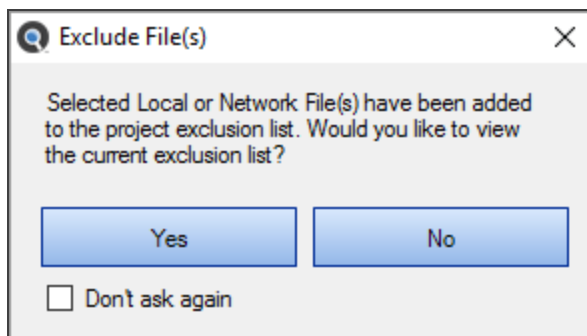 Exclude File(s)
Selected Local or Network File(s) have been added
to the project exclusion list. Would you like to view
the current exclusion list?
Yes
No
Don't ask again